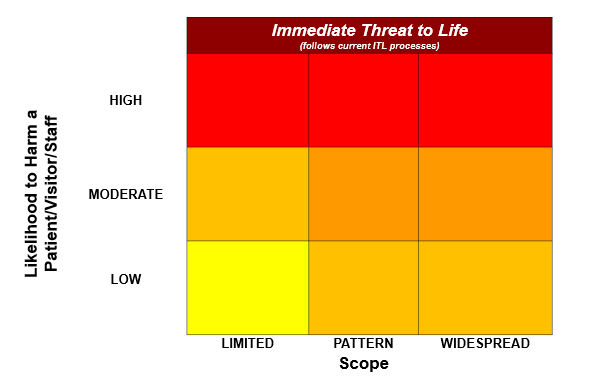 Immediate Threat to Life
(follows current ITL processes)
Likelihood to Harm a
Patient/Visitor/Staff
HIGH
MODERATE
LOW
LIMITED PATTERN WIDESPREAD
Scope